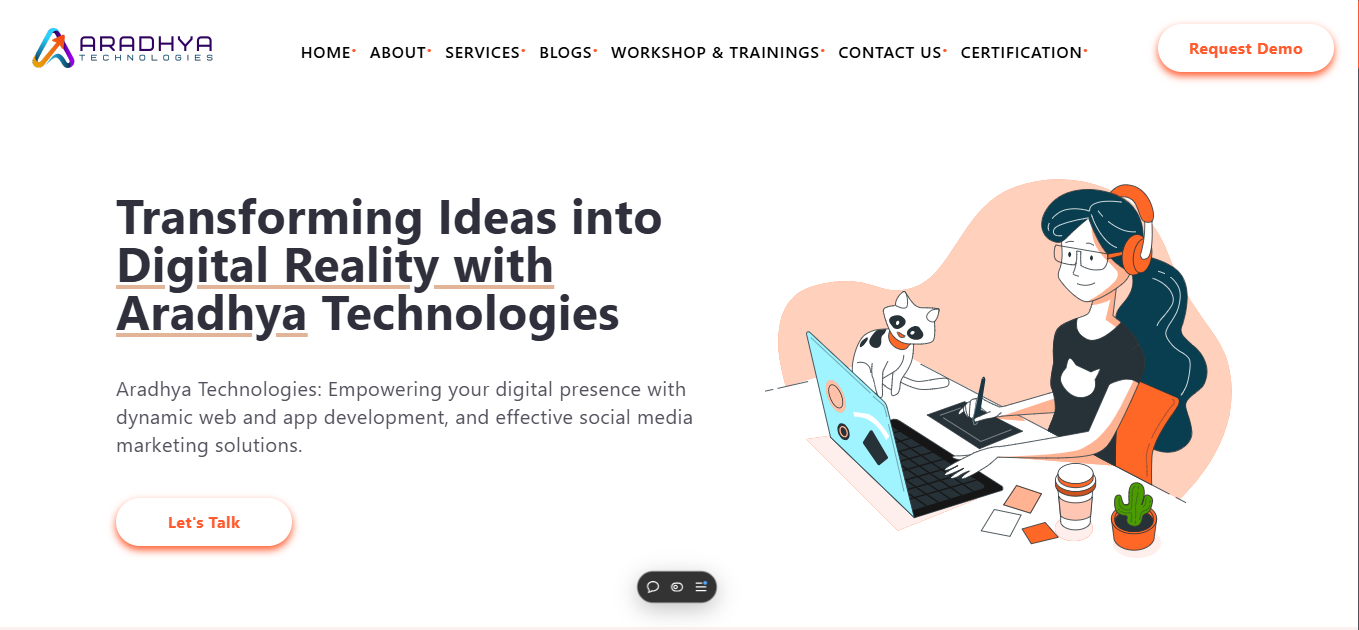 ARADHYA
TECHNOLOGIES
HOME ABOUT SERVICES BLOGS WORKSHOP & TRAININGS CONTACT US CERTIFICATION
Request Demo
Transforming Ideas into
Digital Reality with
Aradhya Technologies
Aradhya Technologies: Empowering your digital presence with
dynamic web and app development, and effective social media
marketing solutions.
Let's Talk